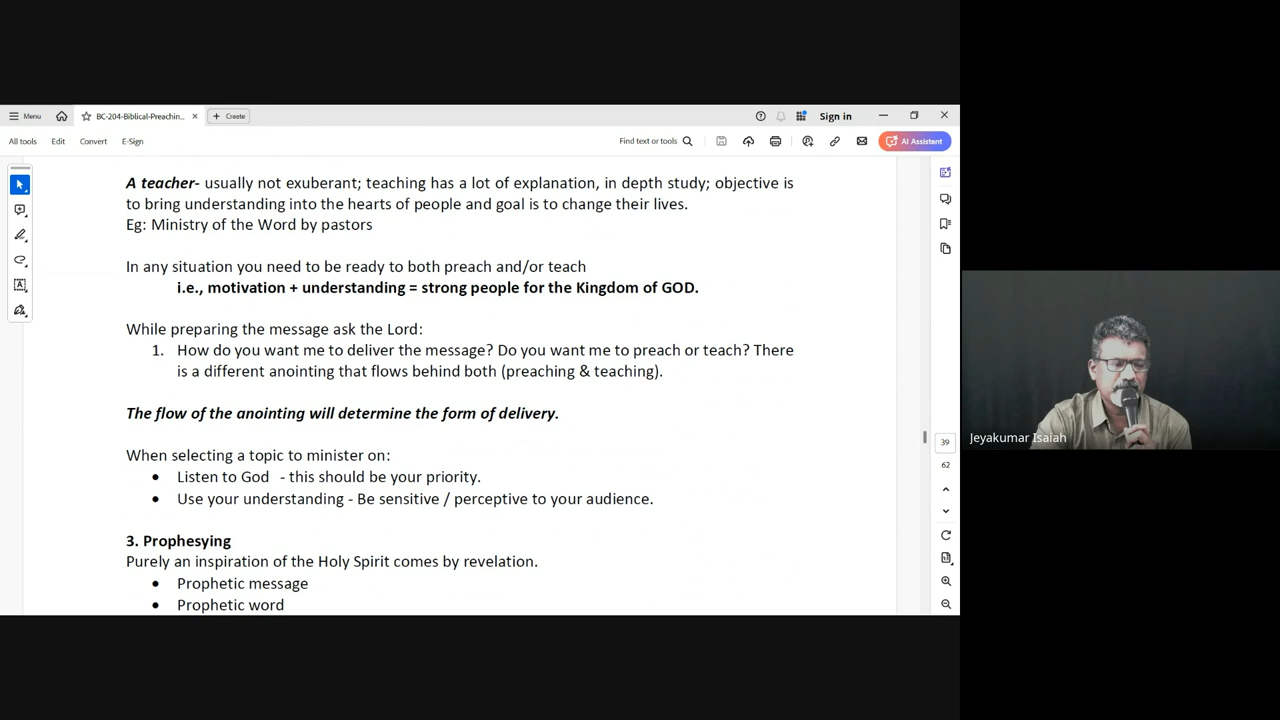 Menu
BC-204-Biblical-Preachin...
Create
Sign in
All tools
Edit
Convert
E-Sign
Find text or tools
AI Assistant
A teacher- usually not exuberant; teaching has a lot of explanation, in depth study; objective is
to bring understanding into the hearts of people and goal is to change their lives.
Eg: Ministry of the Word by pastors
In any situation you need to be ready to both preach and/or teach
i.e., motivation + understanding = strong people for the Kingdom of GOD.
While preparing the message ask the Lord:
1. How do you want me to deliver the message? Do you want me to preach or teach? There
is a different anointing that flows behind both (preaching & teaching).
The flow of the anointing will determine the form of delivery.
When selecting a topic to minister on:
• Listen to God - this should be your priority.
• Use your understanding - Be sensitive / perceptive to your audience.
3. Prophesying
Purely an inspiration of the Holy Spirit comes by revelation.
• Prophetic message
• Prophetic word
39
62
Jeyakumar Isaiah